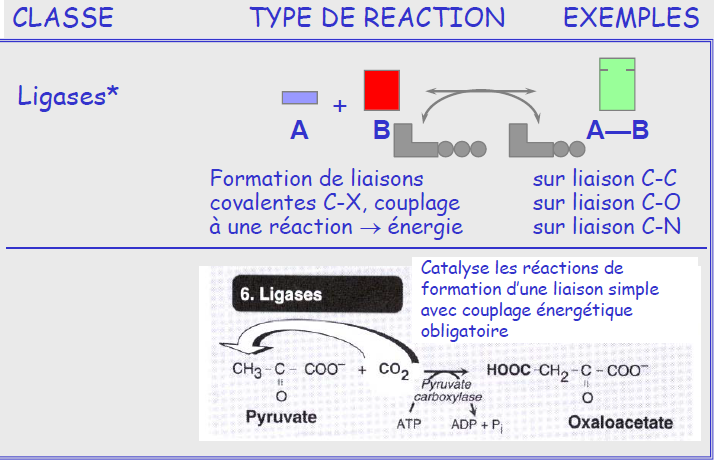 CLASSE TYPE DE REACTION EXEMPLES
Ligases*
A + B A—B
Formation de liaisons
covalentes C-X, couplage
à une réaction → énergie
sur liaison C-C
sur liaison C-O
sur liaison C-N
Catalyse les réactions de
formation d'une liaison simple
avec couplage énergétique
obligatoire
6. Ligases
CH3 - C - COO− + CO2 HOOC-CH2-C-COO−
O O
Pyruvate
carboxylase
Pyruvate ATP ADP + Pi Oxaloacetate